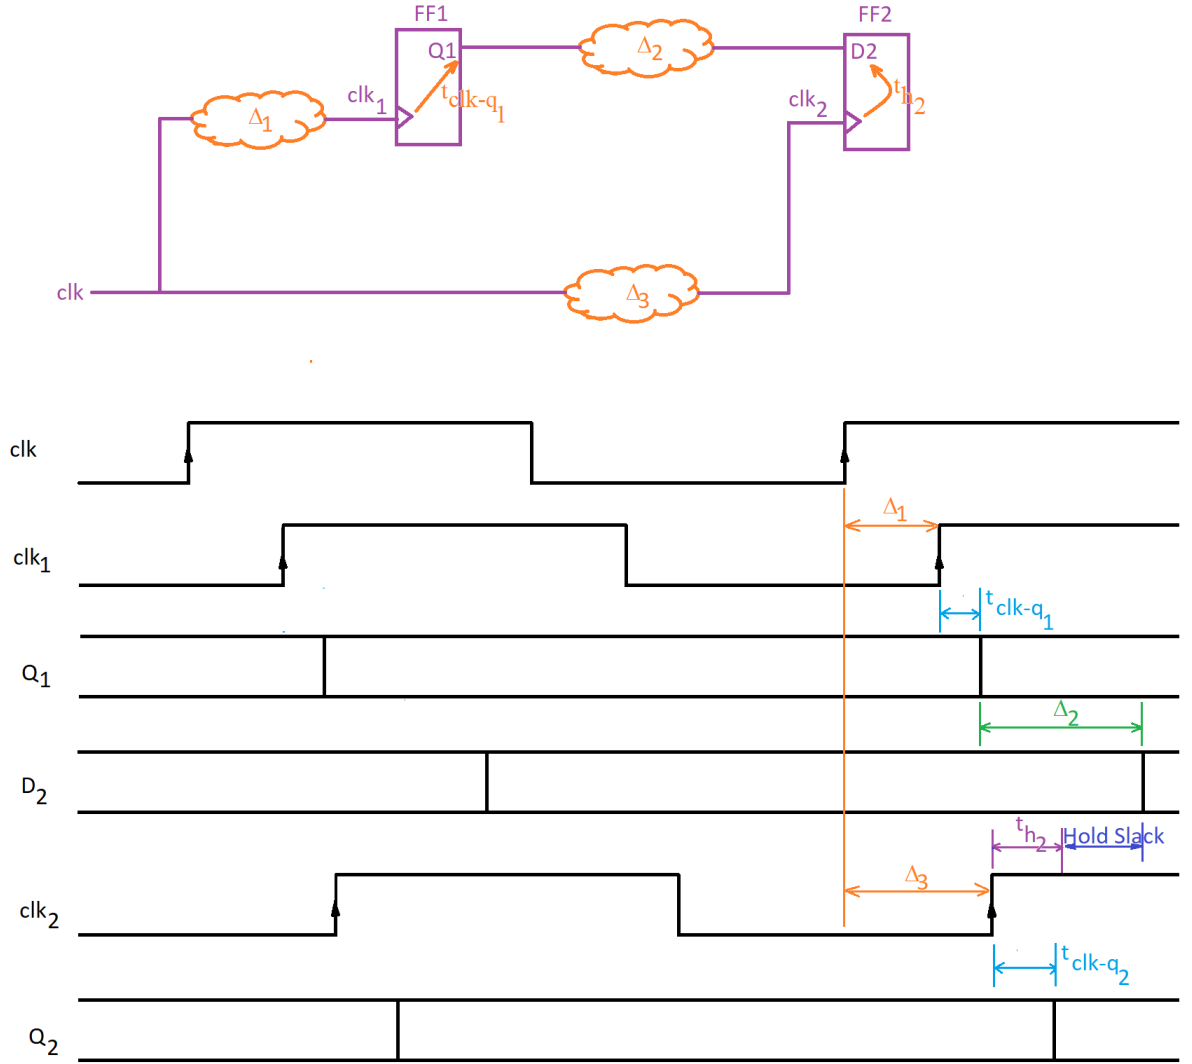 FF1
FF2
Q1
Δ2
D2
clk1
tclk-q1
clk2
th2
Δ1
clk
Δ3
clk
Δ1
clk1
tclk-q1
Q1
Δ2
D2
th2
Hold Slack
Δ3
clk2
tclk-q2
Q2